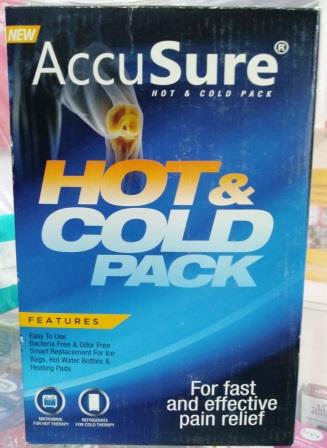 NEW
AccuSure®
HOT & COLD PACK
HOT &
COLD
PACK
FEATURES
Easy To Use
Bacteria Free & Odor Free
Smart Replacement For Ice
Bags, Hot Water Bottles &
Heating Pads
MICROWAVE
FOR HOT THERAPY
REFRIGERATE
FOR COLD THERAPY
For fast
and effective
pain relief